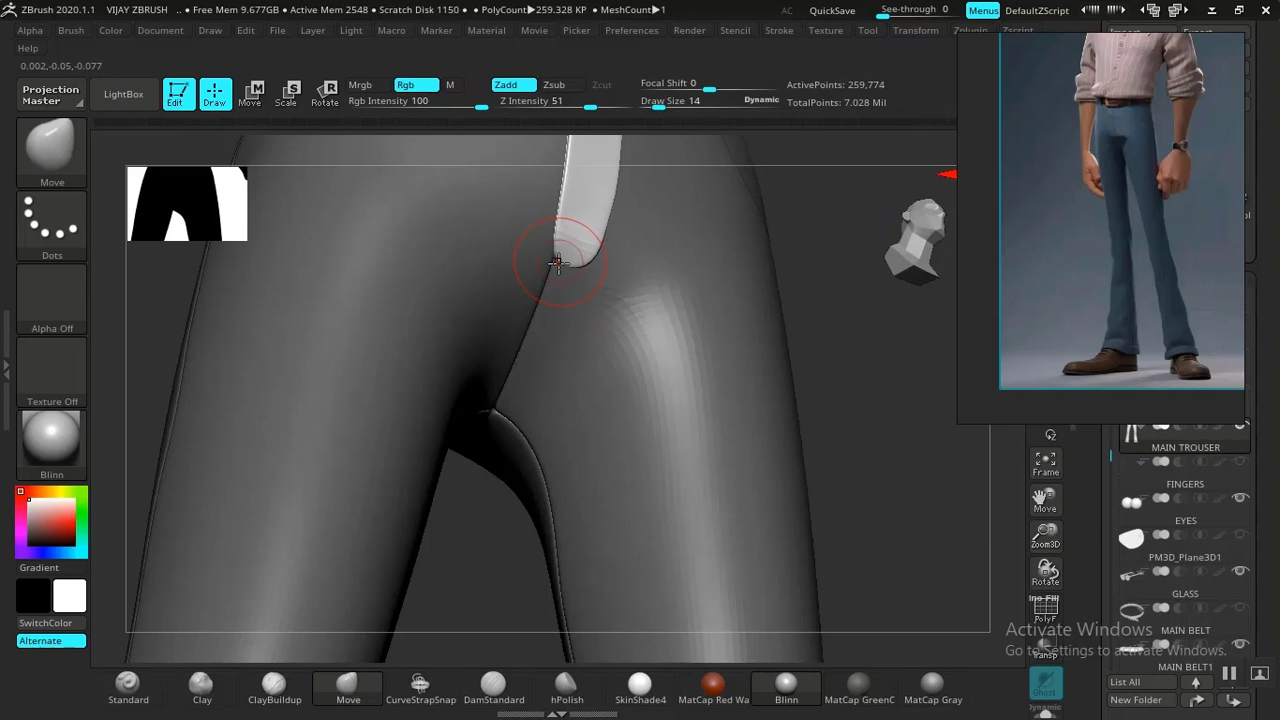 ZBrush 2020.1.1 VIJAY ZBRUSH .. • Free Mem 9.677GB • Active Mem 2548 • Scratch Disk 1150 • PolyCount▶259.328 KP • MeshCount▶1
AC QuickSave See-through 0 Menus DefaultZScript
Alpha Brush Color Document Draw Edit File Layer Light Macro Marker Material Movie Picker Preferences Render Stencil Stroke Texture Tool Transform Zplugin Zscript
Help
0.002,-0.05,-0.077
Projection Master
LightBox
Edit Draw Move Scale Rotate
Mrgb Rgb M
Rgb Intensity 100
Zadd Zsub Zcut
Z Intensity 51
Focal Shift 0
Draw Size 14 Dynamic
ActivePoints: 259,774
TotalPoints: 7.028 Mil
Move
Dots
Alpha Off
Texture Off
Blinn
Gradient
SwitchColor
Alternate
Frame
Move
Zoom3D
Rotate
PolyF
Transp
Ghost
Dynamic
MAIN TROUSER
FINGERS
EYES
PM3D_Plane3D1
GLASS
MAIN BELT
MAIN BELT1
List All
New Folder
Activate Windows
Go to Settings to activate Windows.
Standard Clay ClayBuildup Move CurveStrapSnap DamStandard hPolish SkinShade4 MatCap Red Wa Blinn MatCap GreenC MatCap Gray